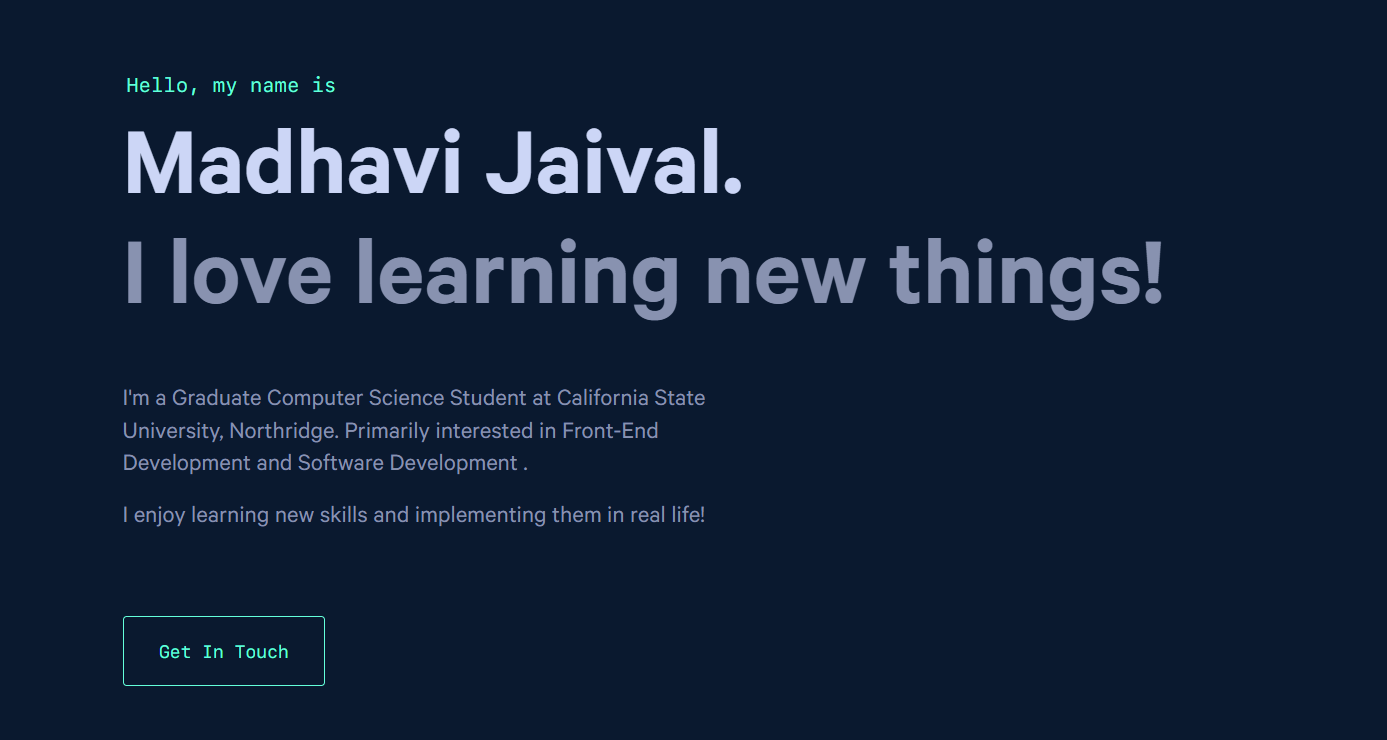 Hello, my name is
Madhavi Jaival.
I love learning new things!
I'm a Graduate Computer Science Student at California State
University, Northridge. Primarily interested in Front-End
Development and Software Development .
I enjoy learning new skills and implementing them in real life!
Get In Touch